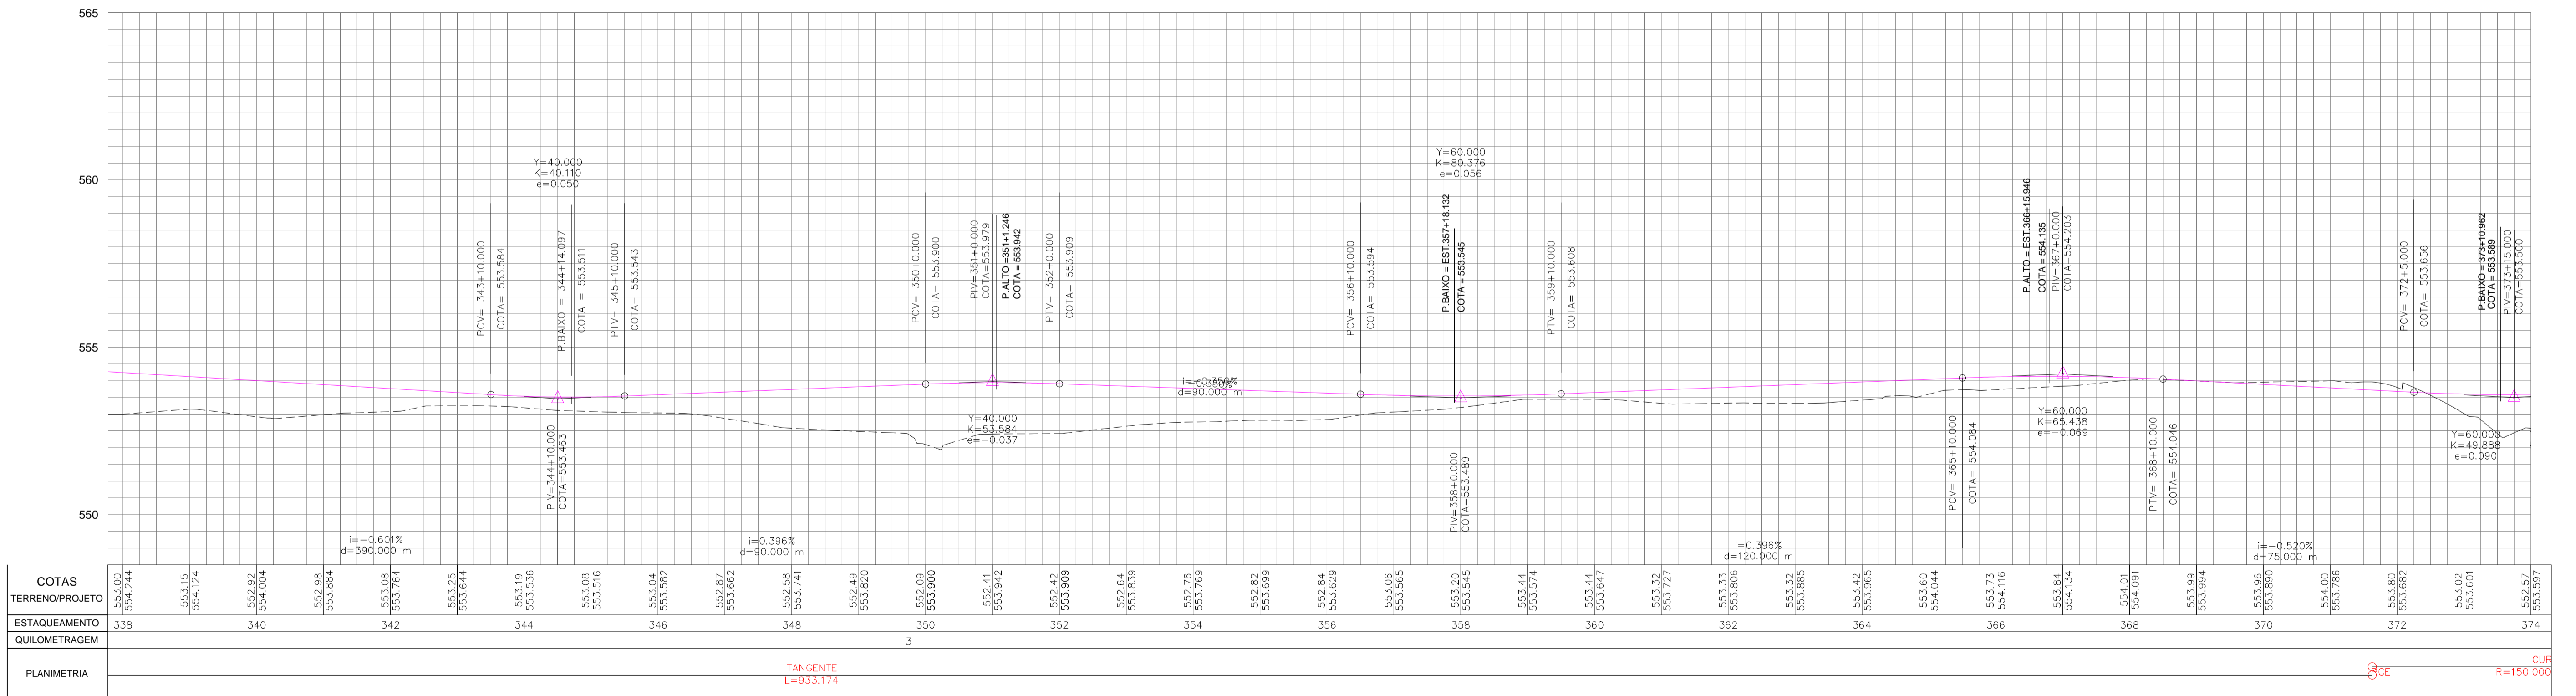 565
560
555
550
Y=40.000
K=40.110
e=0.050
PCV= 343+10.000
COTA= 553.584
P.BAIXO = 344+14.097
COTA = 553.511
PTV= 345+10.000
COTA= 553.543
PIV=344+10.000
COTA=553.463
PCV= 350+0.000
COTA= 553.900
PIV=351+0.000
COTA=553.979
P.ALTO =351+1.246
COTA = 553.942
PTV= 352+0.000
COTA= 553.909
Y=40.000
K=53.584
e=-0.037
i=-0.350%
d=90.000 m
Y=60.000
K=80.376
e=0.056
PCV= 356+10.000
COTA= 553.594
P.BAIXO = EST.357+18.132
COTA = 553.545
PTV= 359+10.000
COTA= 553.608
PIV=358+0.000
COTA=553.489
P.ALTO = EST.366+15.946
COTA = 554.135
PIV=367+0.000
COTA=554.203
Y=60.000
K=65.438
e=-0.069
PCV= 365+10.000
COTA= 554.084
PTV= 368+10.000
COTA= 554.046
PCV= 372+5.000
COTA= 553.656
P.BAIXO = 373+10.962
COTA = 553.589
PIV=373+15.000
COTA=553.500
Y=60.000
K=49.888
e=0.090
i=-0.601%
d=390.000 m
i=0.396%
d=90.000 m
i=0.396%
d=120.000 m
i=-0.520%
d=75.000 m
COTAS
TERRENO/PROJETO
553.00
554.244
553.15
554.124
552.92
554.004
552.98
553.884
553.08
553.764
553.25
553.644
553.19
553.536
553.08
553.516
553.04
553.582
552.87
553.662
552.58
553.741
552.49
553.820
552.09
553.900
552.41
553.942
552.42
553.909
552.64
553.839
552.76
553.769
552.82
553.699
552.84
553.629
553.06
553.565
553.20
553.545
553.44
553.574
553.44
553.647
553.32
553.727
553.33
553.806
553.32
553.885
553.42
553.965
553.60
554.044
553.73
554.116
553.84
554.134
554.01
554.091
553.99
553.994
553.96
553.890
554.00
553.786
553.80
553.682
553.02
553.601
552.57
553.597
ESTAQUEAMENTO
338 340 342 344 346 348 350 352 354 356 358 360 362 364 366 368 370 372 374
QUILOMETRAGEM
3
PLANIMETRIA
TANGENTE
L=933.174
CUR
R=150.000